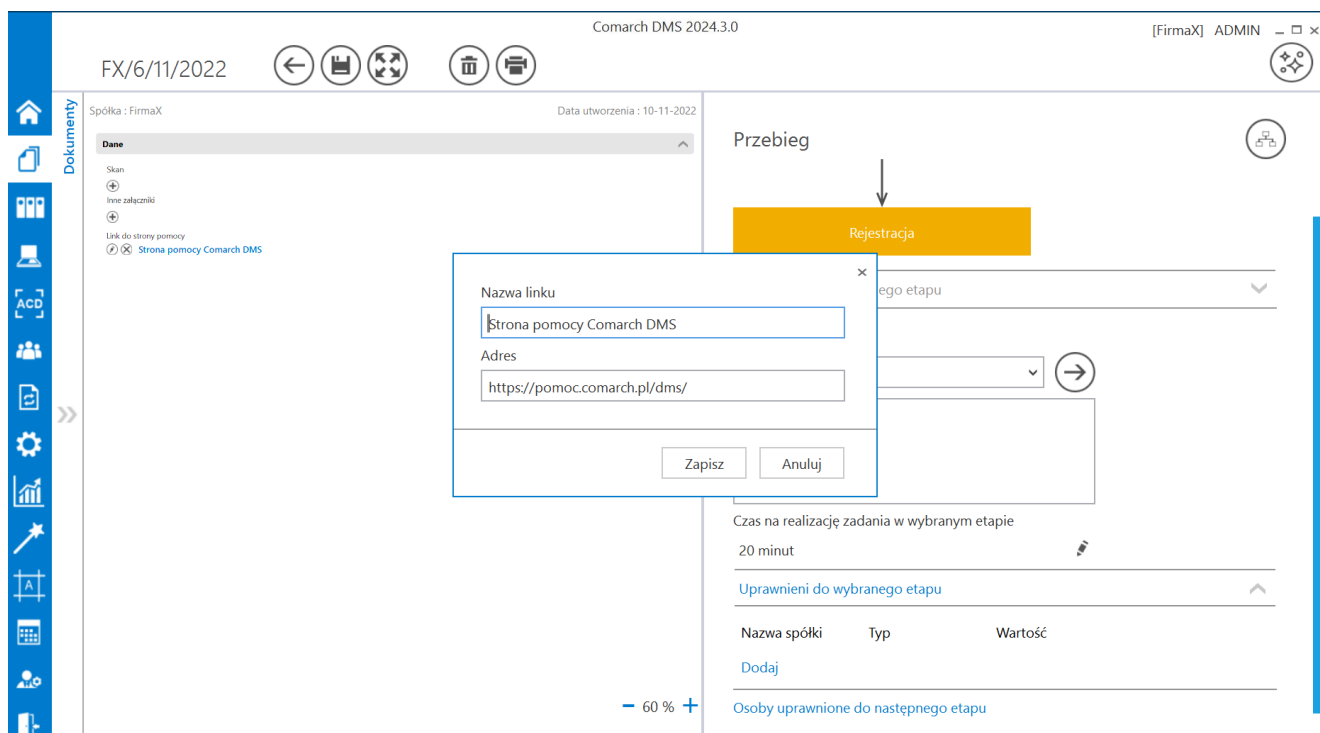 Comarch DMS 2024.3.0
[FirmaX] ADMIN
FX/6/11/2022
Dokumenty
Spółka : FirmaX
Data utworzenia : 10-11-2022
Dane
Skan
Inne załączniki
Link do strony pomocy
Strona pomocy Comarch DMS
ACD
A
60 %
Nazwa linku
Strona pomocy Comarch DMS
Adres
https://pomoc.comarch.pl/dms/
Zapisz
Anuluj
Przebieg
Rejestracja
ego etapu
Czas na realizację zadania w wybranym etapie
20 minut
Uprawnieni do wybranego etapu
Nazwa spółki Typ Wartość
Dodaj
Osoby uprawnione do następnego etapu